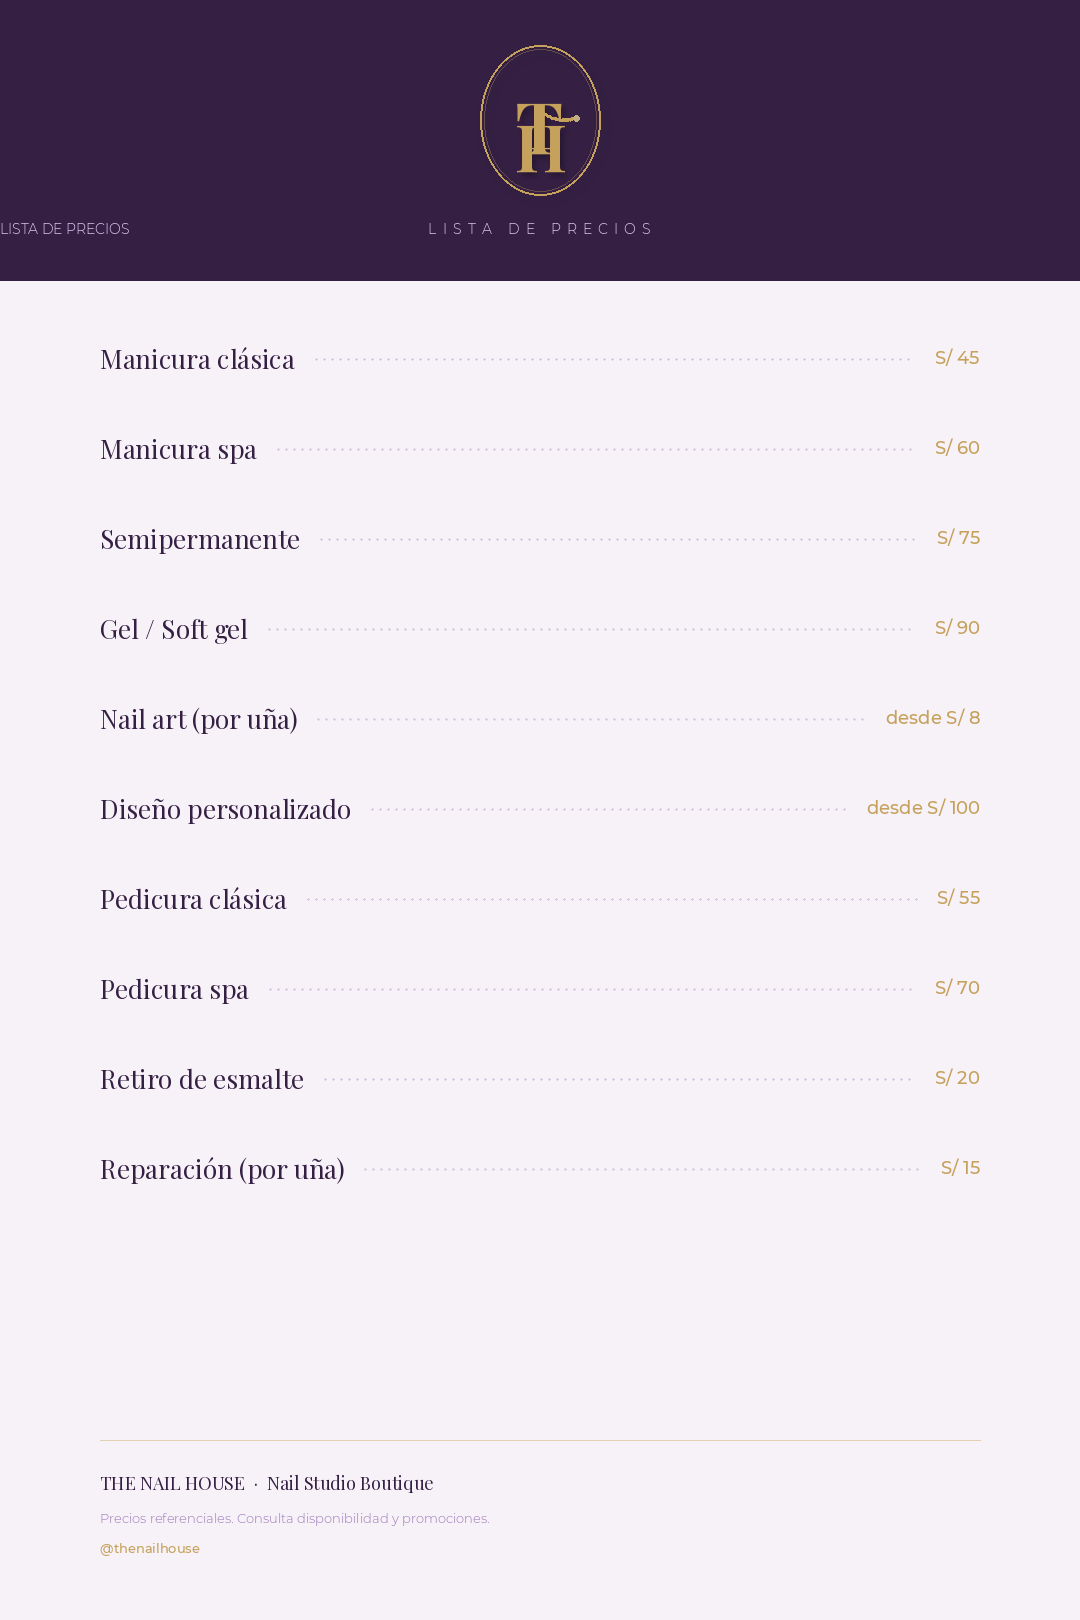 TH
LISTA DE PRECIOS
LISTA DE PRECIOS
Manicura clásica S/ 45
Manicura spa S/ 60
Semipermanente S/ 75
Gel / Soft gel S/ 90
Nail art (por uña) desde S/ 8
Diseño personalizado desde S/ 100
Pedicura clásica S/ 55
Pedicura spa S/ 70
Retiro de esmalte S/ 20
Reparación (por uña) S/ 15
THE NAIL HOUSE · Nail Studio Boutique
Precios referenciales. Consulta disponibilidad y promociones.
@thenailhouse